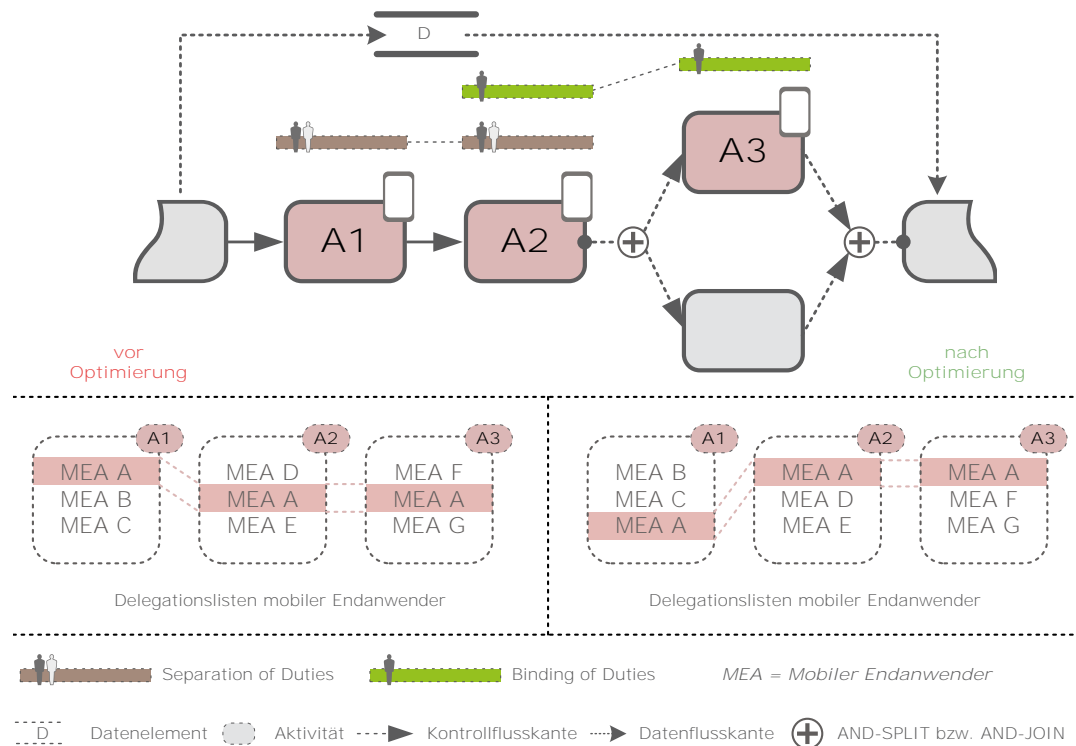 D
A3
A1
A2
vor
Optimierung
nach
Optimierung
A1
A2
A3
MEA A
MEA B
MEA C
MEA D
MEA A
MEA E
MEA F
MEA A
MEA G
Delegationslisten mobiler Endanwender
A1
A2
A3
MEA B
MEA C
MEA A
MEA A
MEA D
MEA E
MEA A
MEA F
MEA G
Delegationslisten mobiler Endanwender
Separation of Duties
Binding of Duties
MEA = Mobiler Endanwender
D
Datenelement
Aktivität
Kontrollflusskante
Datenflusskante
AND-SPLIT bzw. AND-JOIN